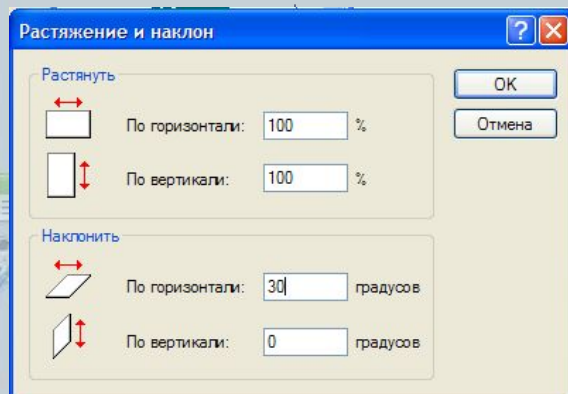 Растяжение и наклон
Растянуть
По горизонтали: 100 %
По вертикали: 100 %
OK
Отмена
Наклонить
По горизонтали: 30 градусов
По вертикали: 0 градусов